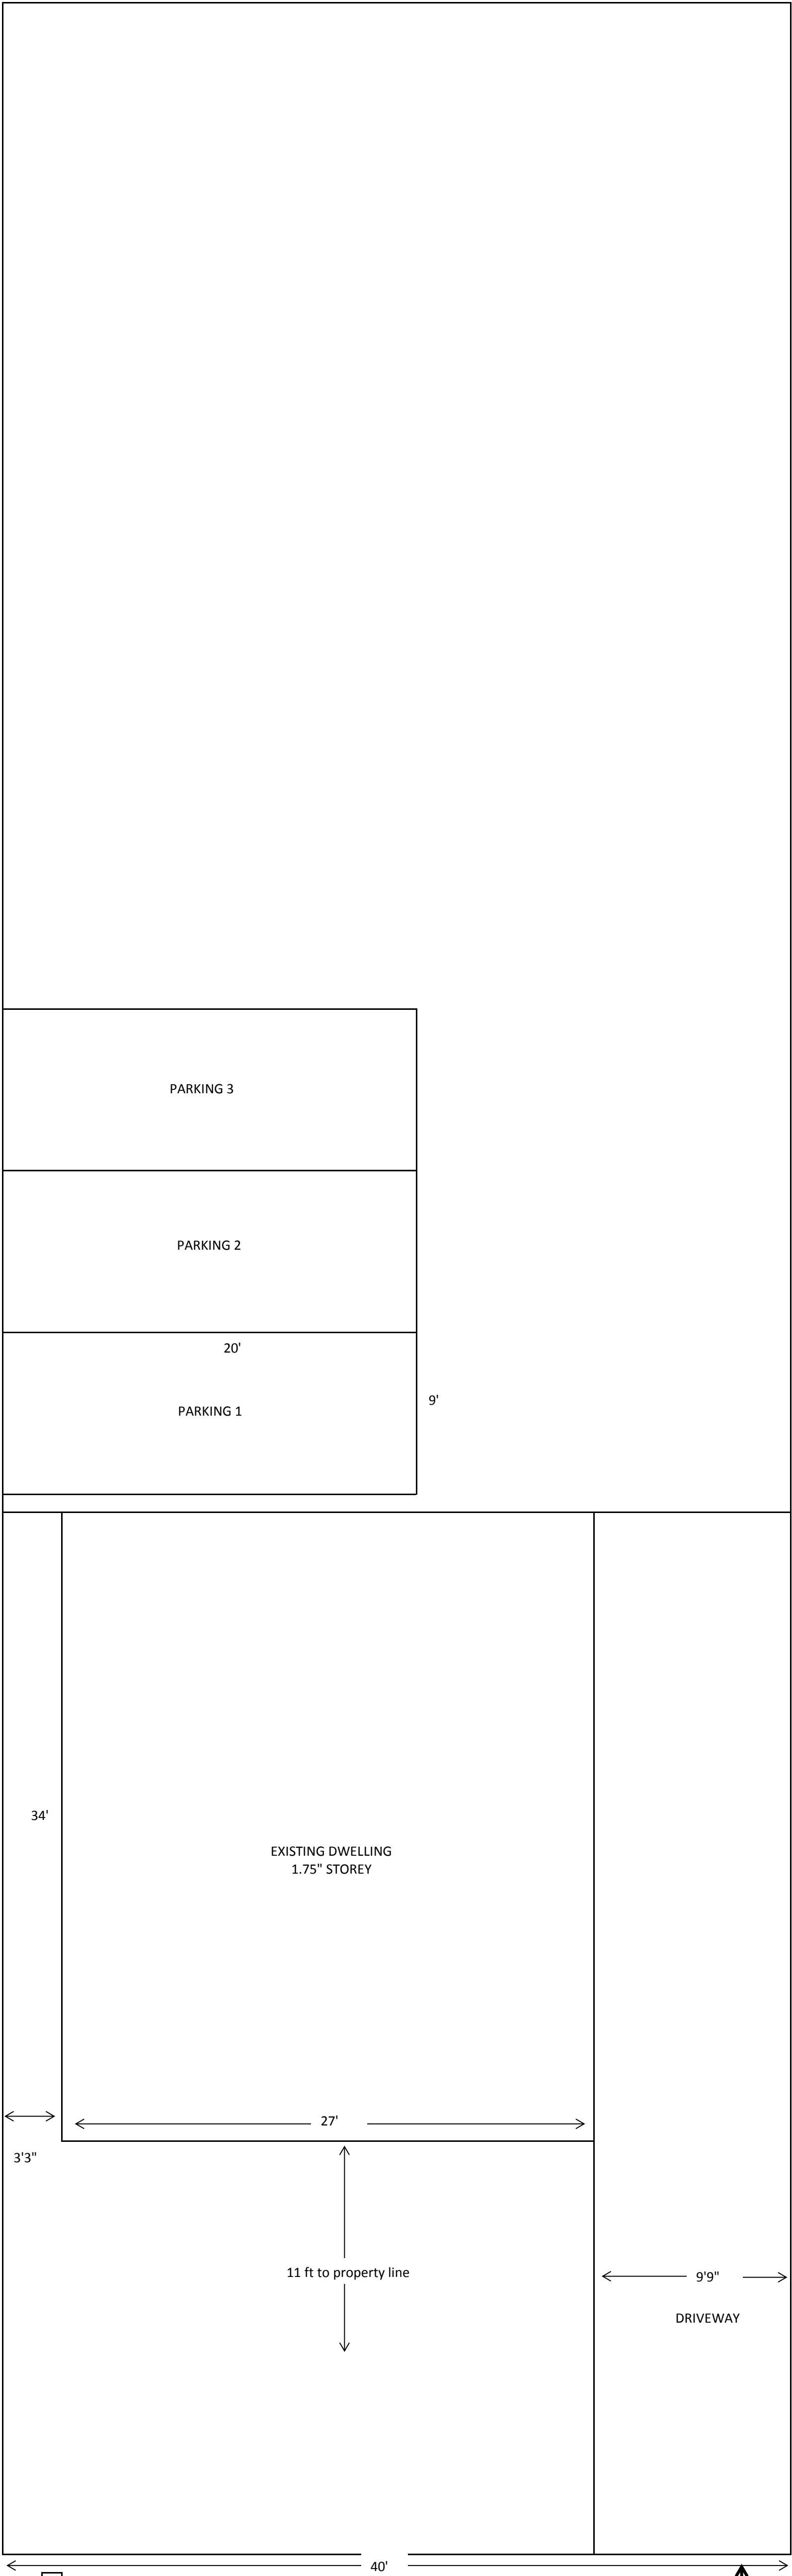 PARKING 3
PARKING 2
20'
9'
PARKING 1
34'
EXISTING DWELLING
1.75" STOREY
27'
3'3"
11 ft to property line
9'9"
DRIVEWAY
40'